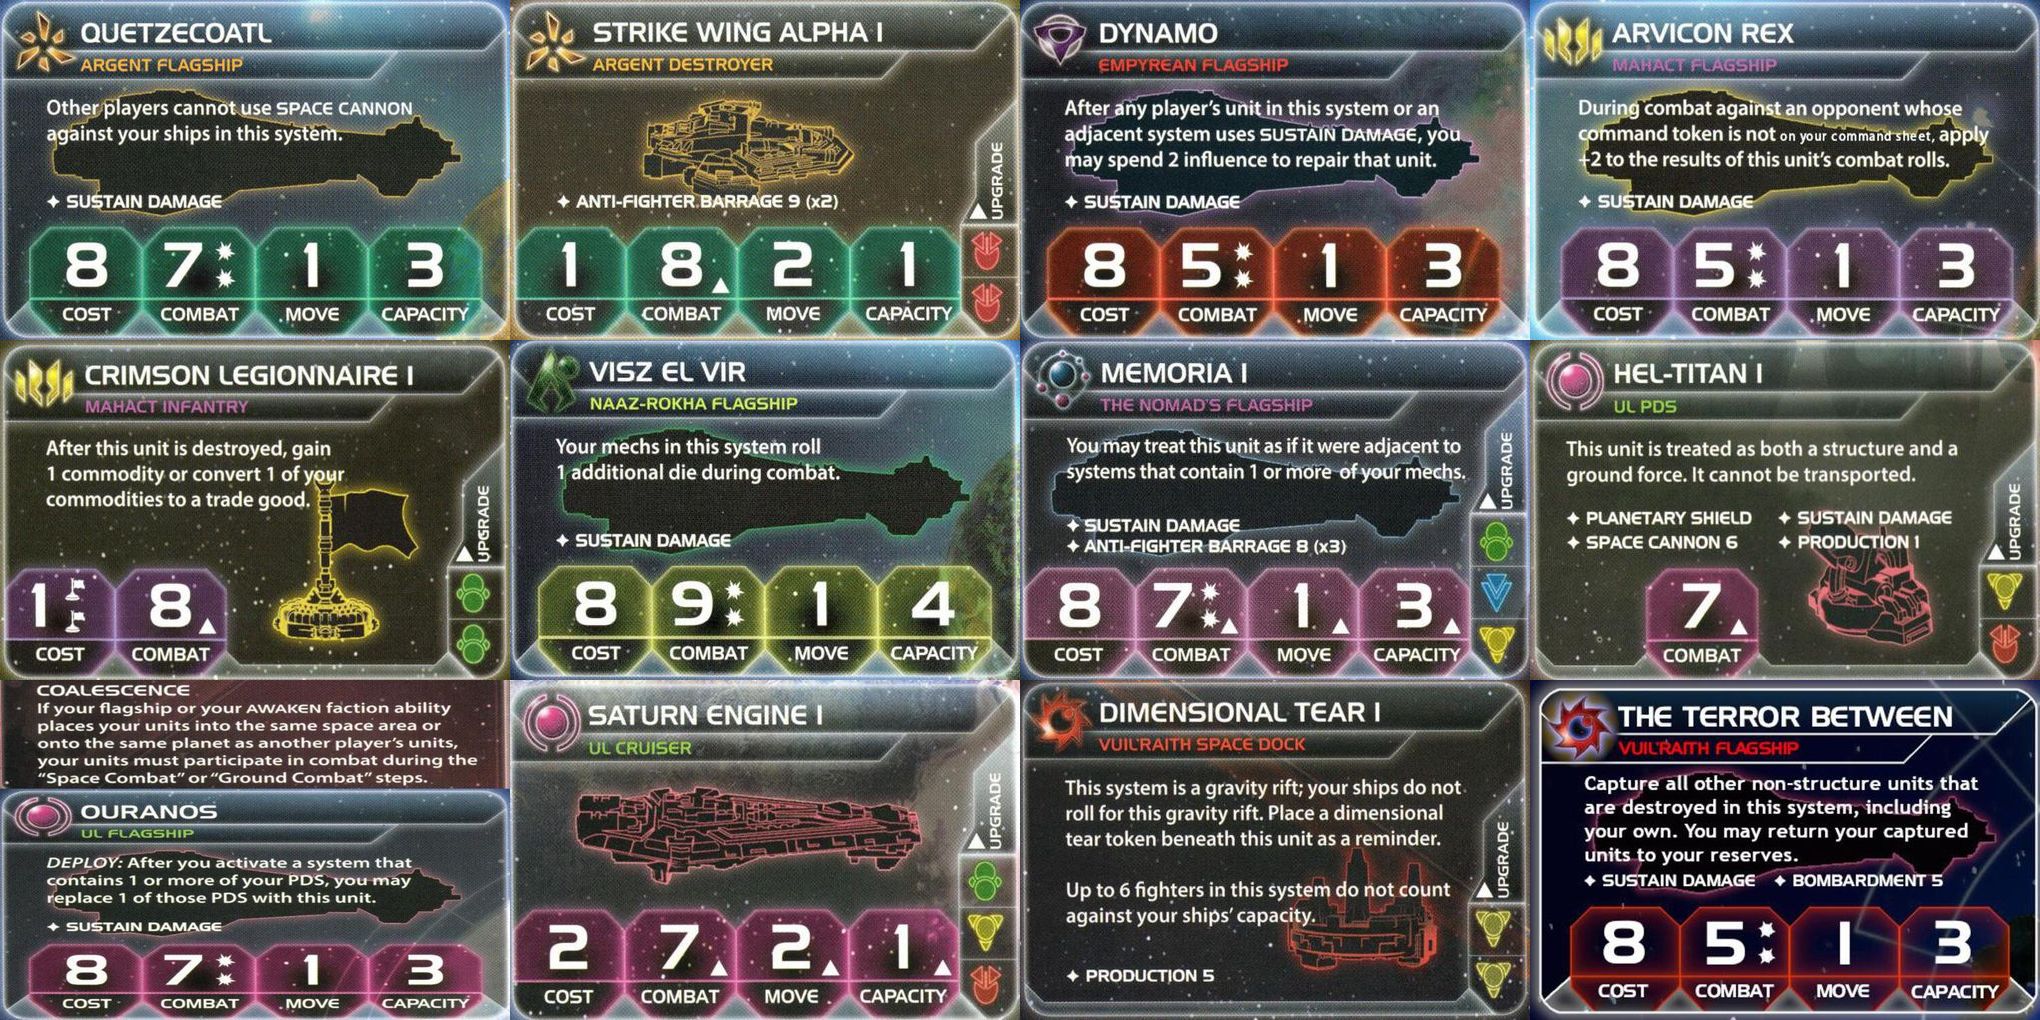 QUETZECOATL
ARGENT FLAGSHIP
Other players cannot use SPACE CANNON
against your ships in this system.
✦ SUSTAIN DAMAGE
8 7 1 3
COST COMBAT MOVE CAPACITY
STRIKE WING ALPHA I
ARGENT DESTROYER
✦ ANTI-FIGHTER BARRAGE 9 (x2)
UPGRADE
1 8 2 1
COST COMBAT MOVE CAPACITY
DYNAMO
EMPYREAN FLAGSHIP
After any player's unit in this system or an
adjacent system uses SUSTAIN DAMAGE, you
may spend 2 influence to repair that unit.
✦ SUSTAIN DAMAGE
8 5 1 3
COST COMBAT MOVE CAPACITY
ARVICON REX
MAHACT FLAGSHIP
During combat against an opponent whose
command token is not on your command sheet, apply
+2 to the results of this unit's combat rolls.
✦ SUSTAIN DAMAGE
8 5 1 3
COST COMBAT MOVE CAPACITY
CRIMSON LEGIONNAIRE I
MAHACT INFANTRY
After this unit is destroyed, gain
1 commodity or convert 1 of your
commodities to a trade good.
UPGRADE
1 8
COST COMBAT
VISZ EL VIR
NAAZ-ROKHA FLAGSHIP
Your mechs in this system roll
1 additional die during combat.
✦ SUSTAIN DAMAGE
8 9 1 4
COST COMBAT MOVE CAPACITY
MEMORIA I
THE NOMAD'S FLAGSHIP
You may treat this unit as if it were adjacent to
systems that contain 1 or more of your mechs.
✦ SUSTAIN DAMAGE
✦ ANTI-FIGHTER BARRAGE 8 (x3)
UPGRADE
8 7 1 3
COST COMBAT MOVE CAPACITY
HEL-TITAN I
UL PDS
This unit is treated as both a structure and a
ground force. It cannot be transported.
✦ PLANETARY SHIELD ✦ SUSTAIN DAMAGE
✦ SPACE CANNON 6 ✦ PRODUCTION 1
UPGRADE
7
COMBAT
COALESCENCE
If your flagship or your AWAKEN faction ability
places your units into the same space area or
onto the same planet as another player's units,
your units must participate in combat during the
"Space Combat" or "Ground Combat" steps.
OURANOS
UL FLAGSHIP
DEPLOY: After you activate a system that
contains 1 or more of your PDS, you may
replace 1 of those PDS with this unit.
✦ SUSTAIN DAMAGE
8 7 1 3
COST COMBAT MOVE CAPACITY
SATURN ENGINE I
UL CRUISER
UPGRADE
2 7 2 1
COST COMBAT MOVE CAPACITY
DIMENSIONAL TEAR I
VUIL'RAITH SPACE DOCK
This system is a gravity rift; your ships do not
roll for this gravity rift. Place a dimensional
tear token beneath this unit as a reminder.
Up to 6 fighters in this system do not count
against your ships' capacity.
✦ PRODUCTION 5
UPGRADE
THE TERROR BETWEEN
VUIL'RAITH FLAGSHIP
Capture all other non-structure units that
are destroyed in this system, including
your own. You may return your captured
units to your reserves.
✦ SUSTAIN DAMAGE ✦ BOMBARDMENT 5
8 5 1 3
COST COMBAT MOVE CAPACITY